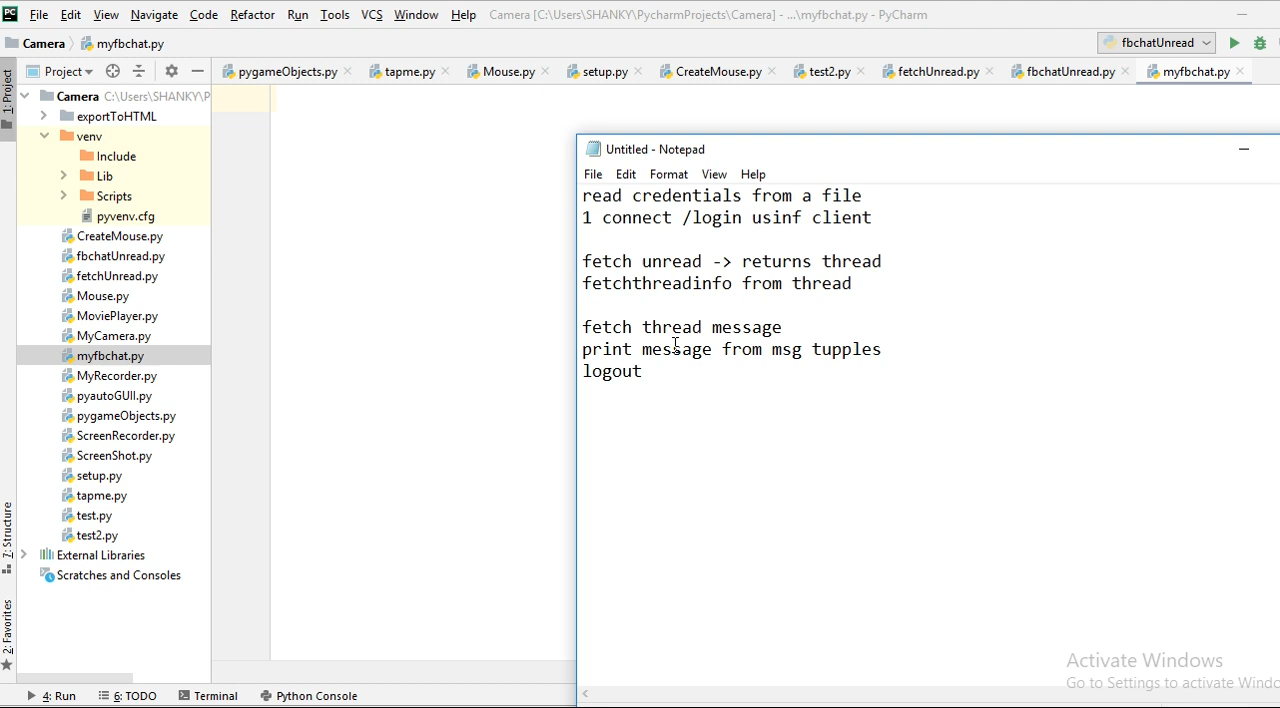 File Edit View Navigate Code Refactor Run Tools VCS Window Help Camera [C:\Users\SHANKY\PycharmProjects\Camera] - ...\myfbchat.py - PyCharm
Camera myfbchat.py
fbchatUnread
1: Project
Project
pygameObjects.py tapme.py Mouse.py setup.py CreateMouse.py test2.py fetchUnread.py fbchatUnread.py myfbchat.py
Camera C:\Users\SHANKY\P
exportToHTML
venv
Include
Lib
Scripts
pyvenv.cfg
CreateMouse.py
fbchatUnread.py
fetchUnread.py
Mouse.py
MoviePlayer.py
MyCamera.py
myfbchat.py
MyRecorder.py
pyautoGUII.py
pygameObjects.py
ScreenRecorder.py
ScreenShot.py
setup.py
tapme.py
test.py
test2.py
External Libraries
Scratches and Consoles
7: Structure
2: Favorites
Untitled - Notepad
File Edit Format View Help
read credentials from a file
1 connect /login usinf client
fetch unread -> returns thread
fetchthreadinfo from thread
fetch thread message
print message from msg tupples
logout
Activate Windows
Go to Settings to activate Windo
4: Run 6: TODO Terminal Python Console